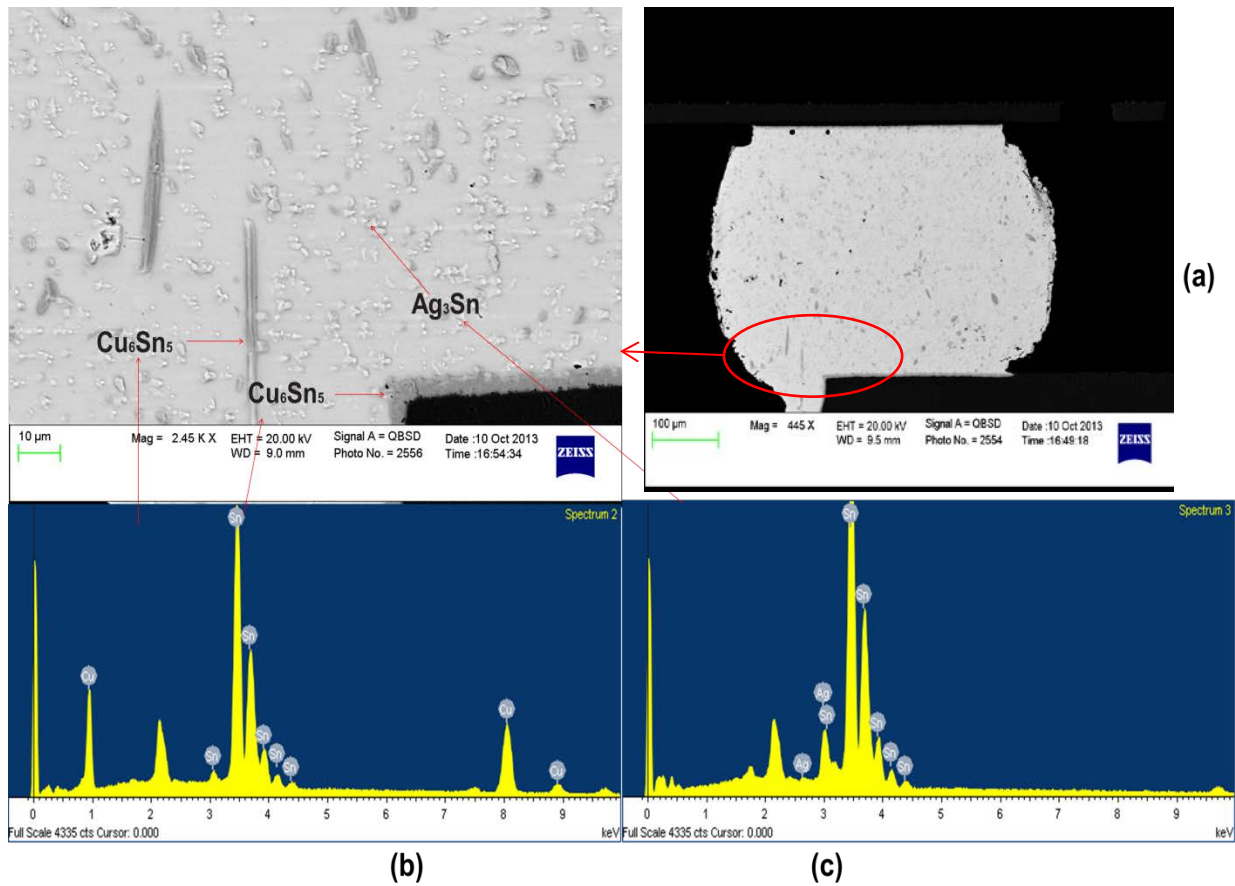 Ag₃Sn
Cu₆Sn₅
Cu₆Sn₅
10 µm
Mag = 2.45 K X
EHT = 20.00 kV
WD = 9.0 mm
Signal A = QBSD
Photo No. = 2556
Date :10 Oct 2013
Time :16:54:34
ZEISS
(a)
100 µm
Mag = 445 X
EHT = 20.00 kV
WD = 9.5 mm
Signal A = QBSD
Photo No. = 2554
Date :10 Oct 2013
Time :16:49:18
ZEISS
Spectrum 2
Sn
Cu
Sn
Sn
Sn
Sn
Sn
Cu
Cu
0 1 2 3 4 5 6 7 8 9
Full Scale 4335 cts Cursor: 0.000
keV
(b)
Spectrum 3
Sn
Sn
Ag
Sn
Sn
Ag
Sn
Sn
0 1 2 3 4 5 6 7 8 9
Full Scale 4335 cts Cursor: 0.000
keV
(c)